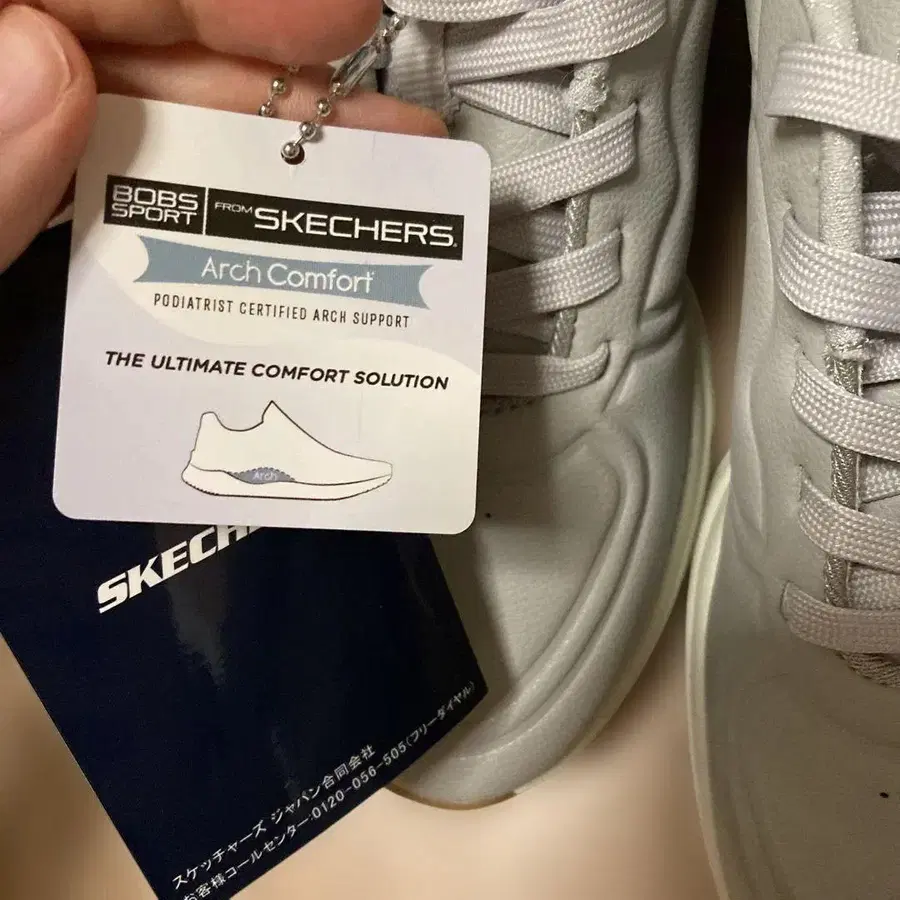 BOBS SPORT FROM SKECHERS
Arch Comfort
PODIATRIST CERTIFIED ARCH SUPPORT
THE ULTIMATE COMFORT SOLUTION
Arch
スケッチャーズ ジャパン合同会社
お客様コールセンター:0120-056-505(フリーダイヤル)